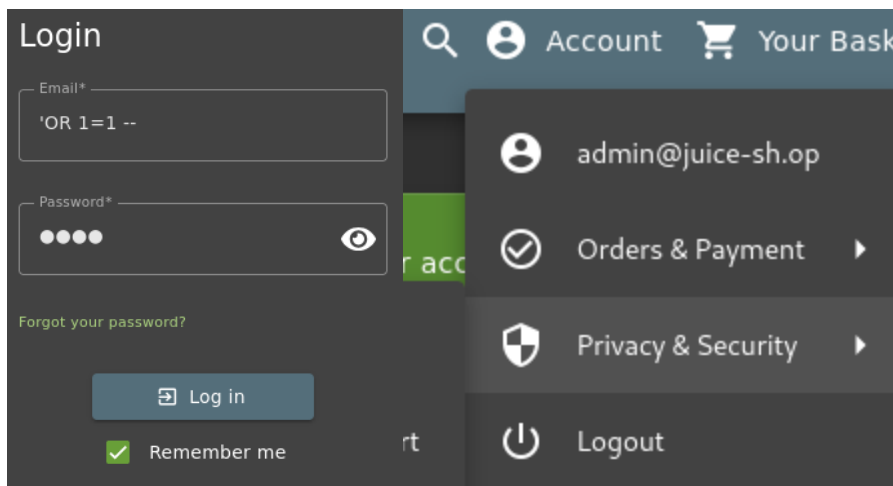 Login
Email*
'OR 1=1 --
Password*
Forgot your password?
Log in
Remember me
Account
Your Bask
admin@juice-sh.op
r acc
Orders & Payment
Privacy & Security
rt
Logout